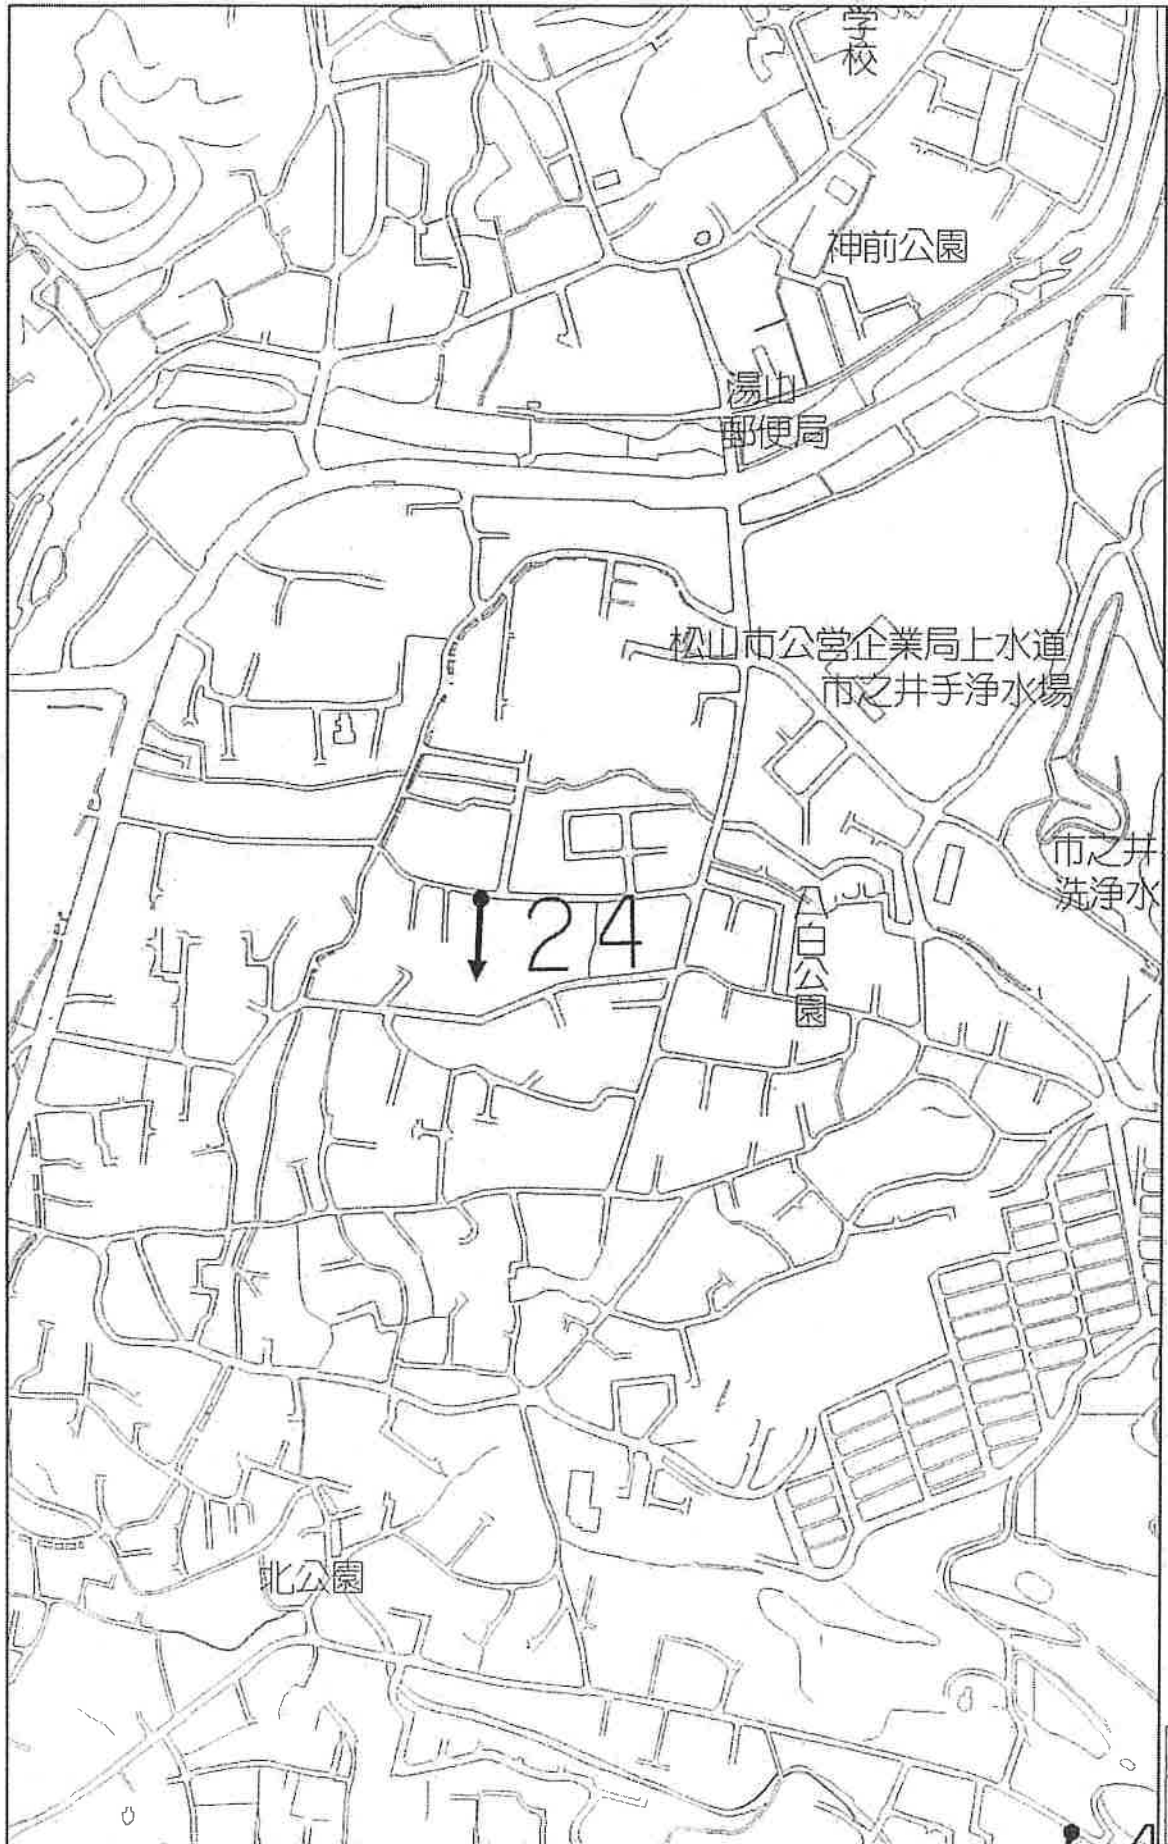 学校
神前公園
湯山
郵便局
松山市公営企業局上水道
市之井手浄水場
市之井
洗浄水
24
白公園
北公園
4